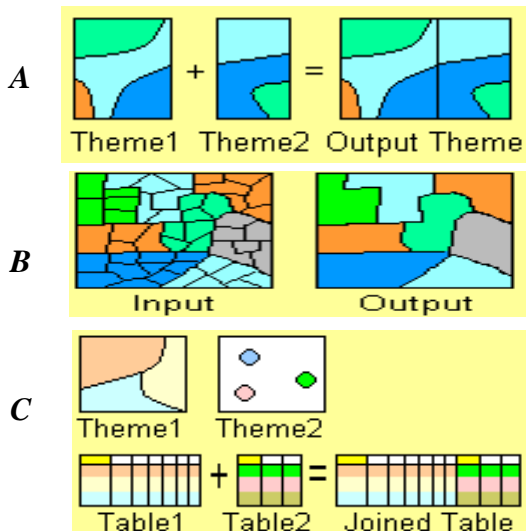 A
+ =
Theme1 Theme2 Output Theme
B
Input Output
C
Theme1 Theme2
+ =
Table1 Table2 Joined Table